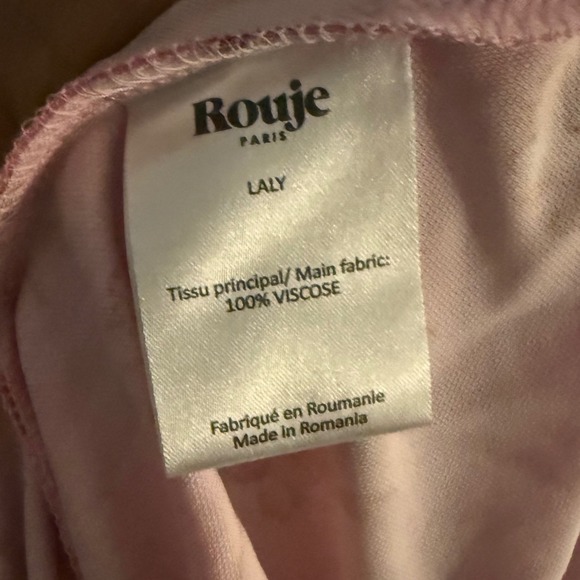 Rouje
PARIS
LALY
Tissu principal/ Main fabric:
100% VISCOSE
Fabriqué en Roumanie
Made in Romania